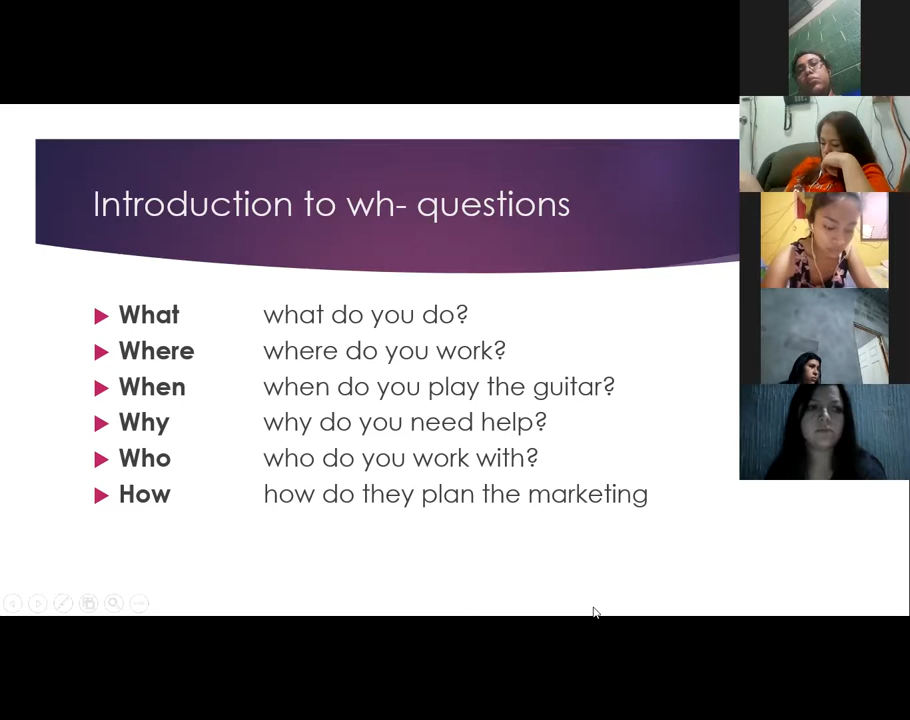 Introduction to wh- questions
What what do you do?
Where where do you work?
When when do you play the guitar?
Why why do you need help?
Who who do you work with?
How how do they plan the marketing